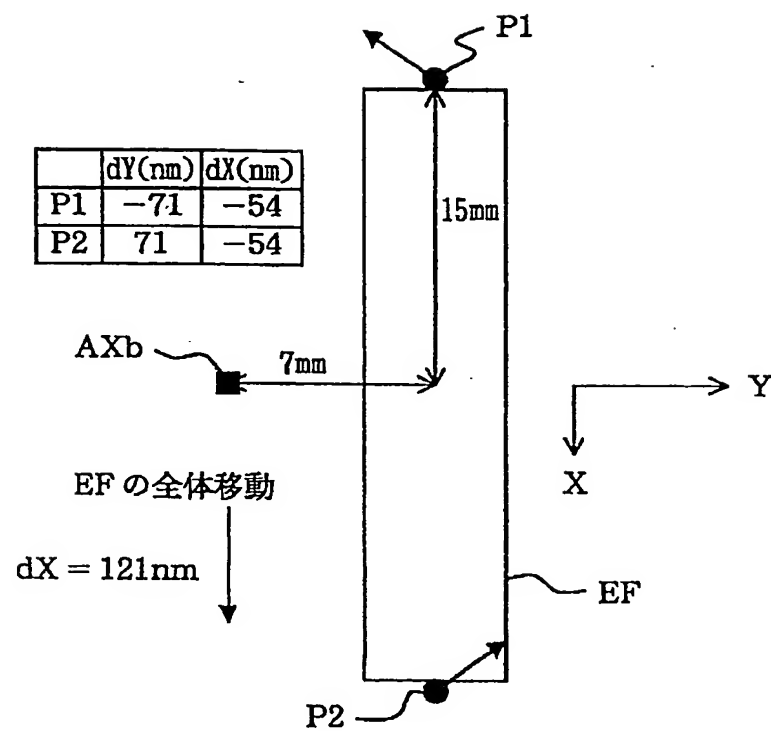 P1
dY(nm) dX(nm)
P1 −71 −54
P2 71 −54
15mm
AXb
7mm
Y
X
EFの全体移動
dX = 121nm
EF
P2